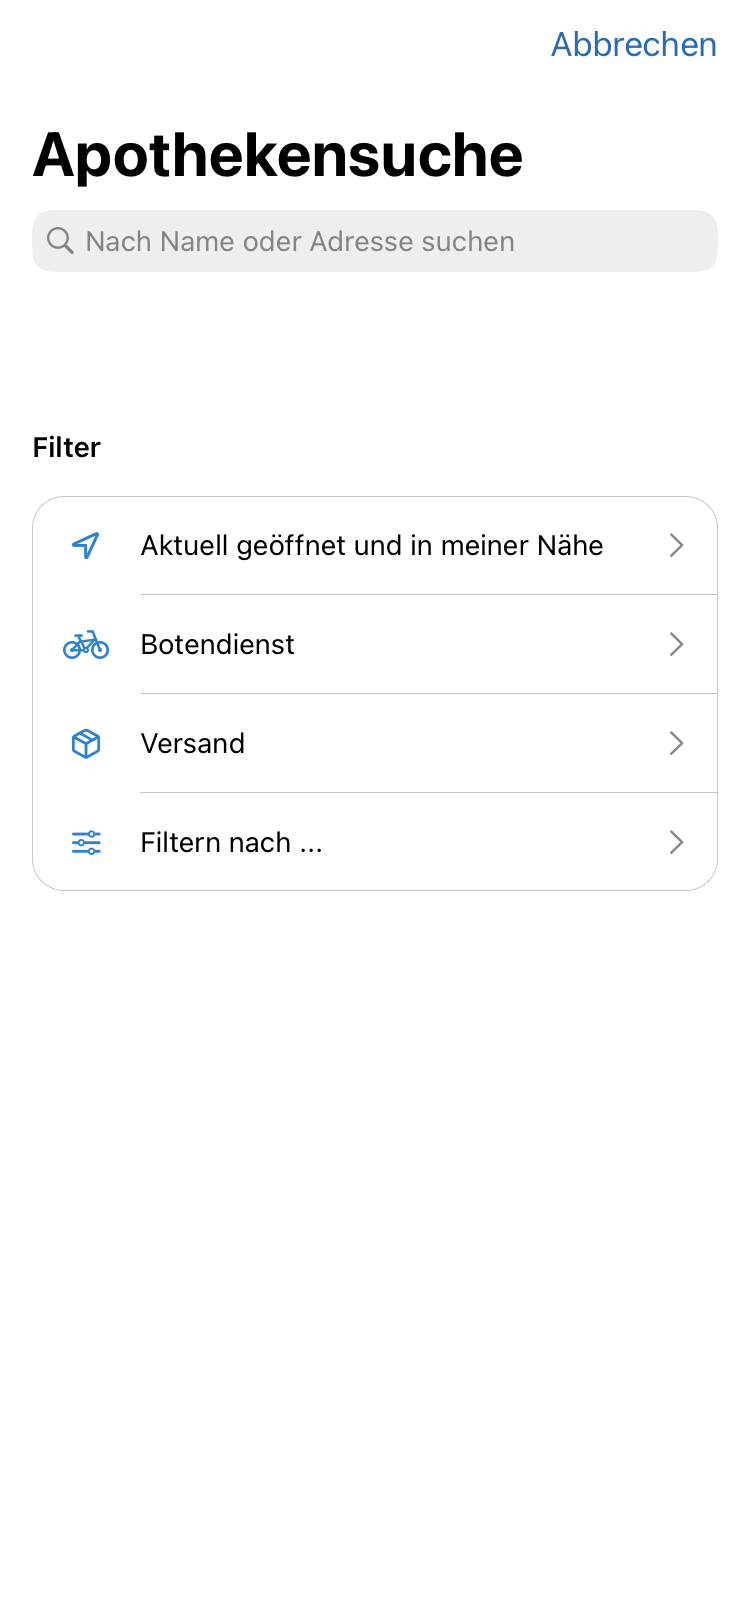 Abbrechen
Apothekensuche
Nach Name oder Adresse suchen
Filter
Aktuell geöffnet und in meiner Nähe
Botendienst
Versand
Filtern nach ...